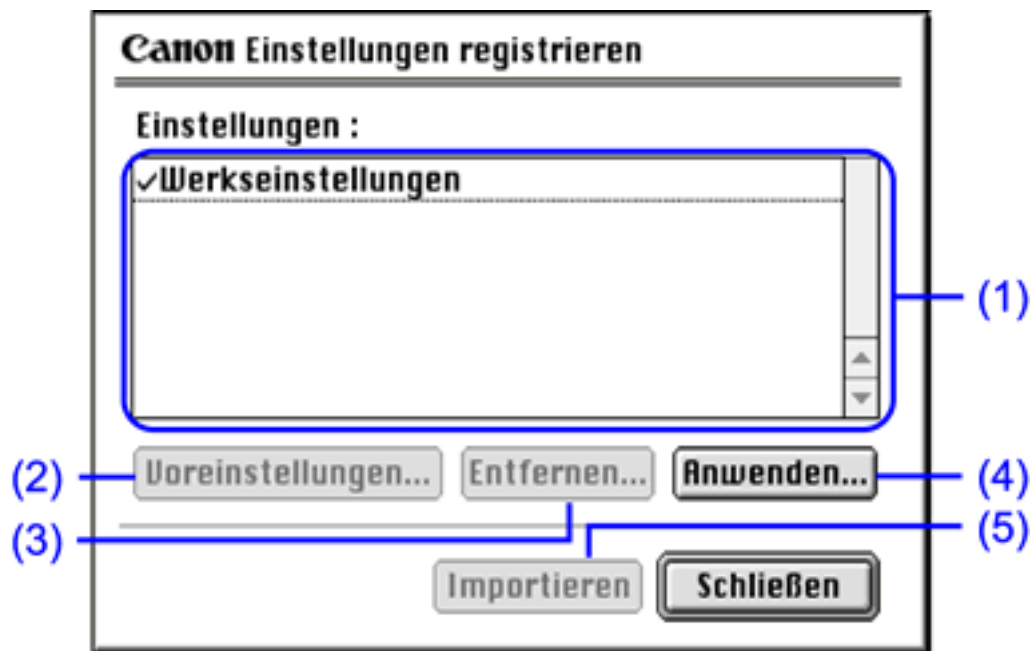 Canon Einstellungen registrieren
Einstellungen :
✓Werkseinstellungen
(1)
(2) Voreinstellungen... Entfernen... Anwenden... (4)
(3) (5)
Importieren Schließen